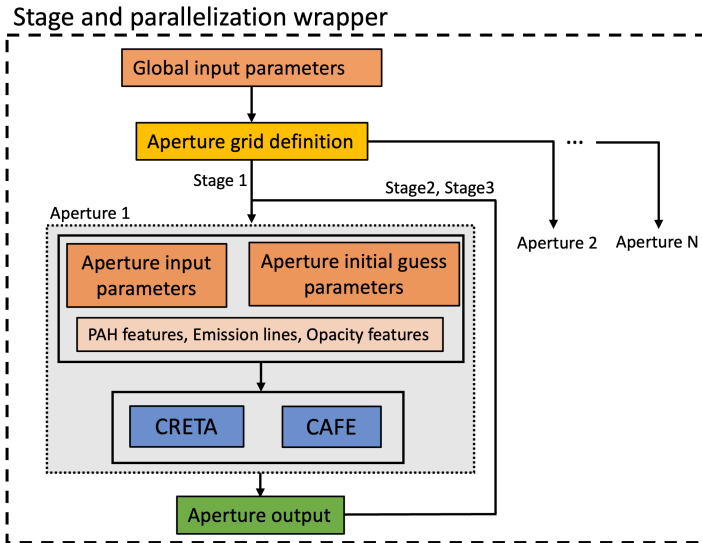 Stage and parallelization wrapper
Global input parameters
Aperture grid definition
...
Stage 1
Stage2, Stage3
Aperture 1
Aperture 2
Aperture N
Aperture input
parameters
Aperture initial guess
parameters
PAH features, Emission lines, Opacity features
CRETA
CAFE
Aperture output